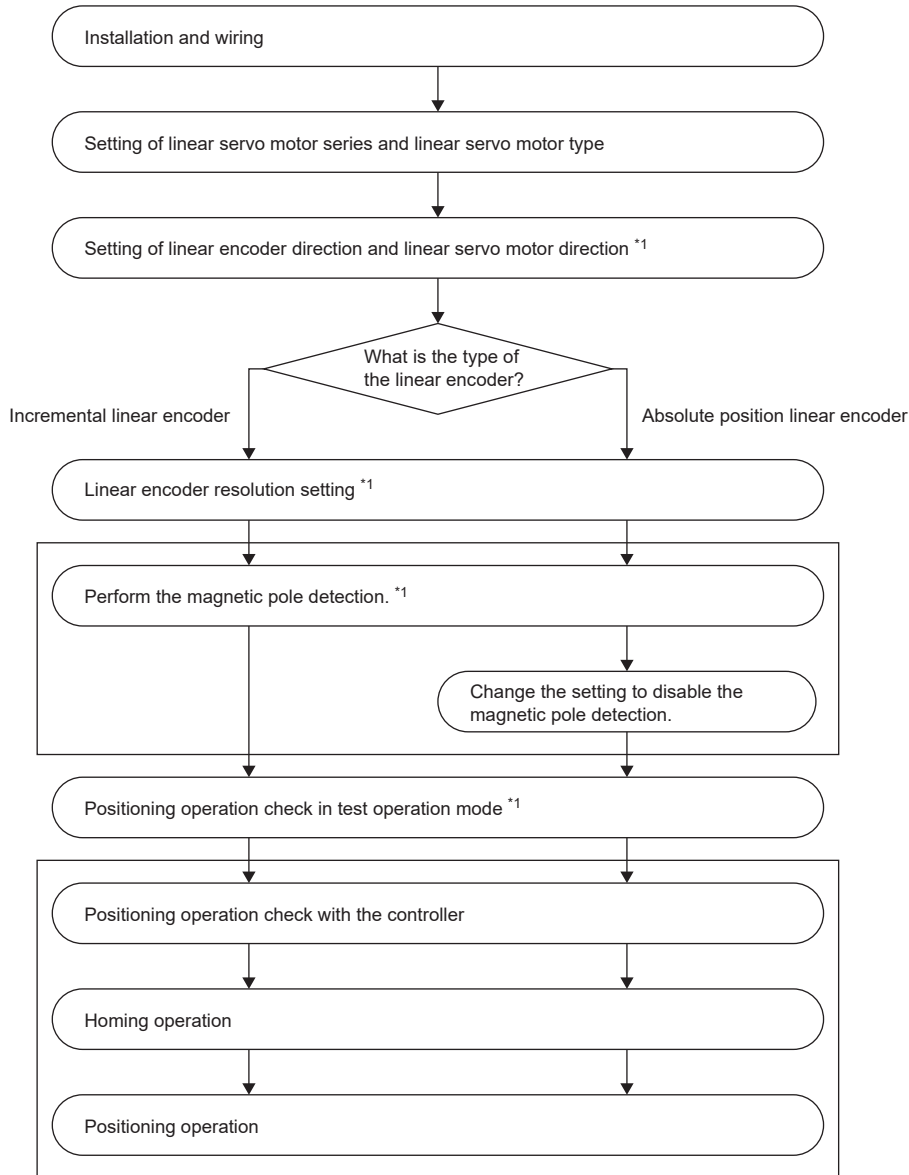 Installation and wiring
Setting of linear servo motor series and linear servo motor type
Setting of linear encoder direction and linear servo motor direction *1
What is the type of
the linear encoder?
Incremental linear encoder
Absolute position linear encoder
Linear encoder resolution setting *1
Perform the magnetic pole detection. *1
Change the setting to disable the
magnetic pole detection.
Positioning operation check in test operation mode *1
Positioning operation check with the controller
Homing operation
Positioning operation